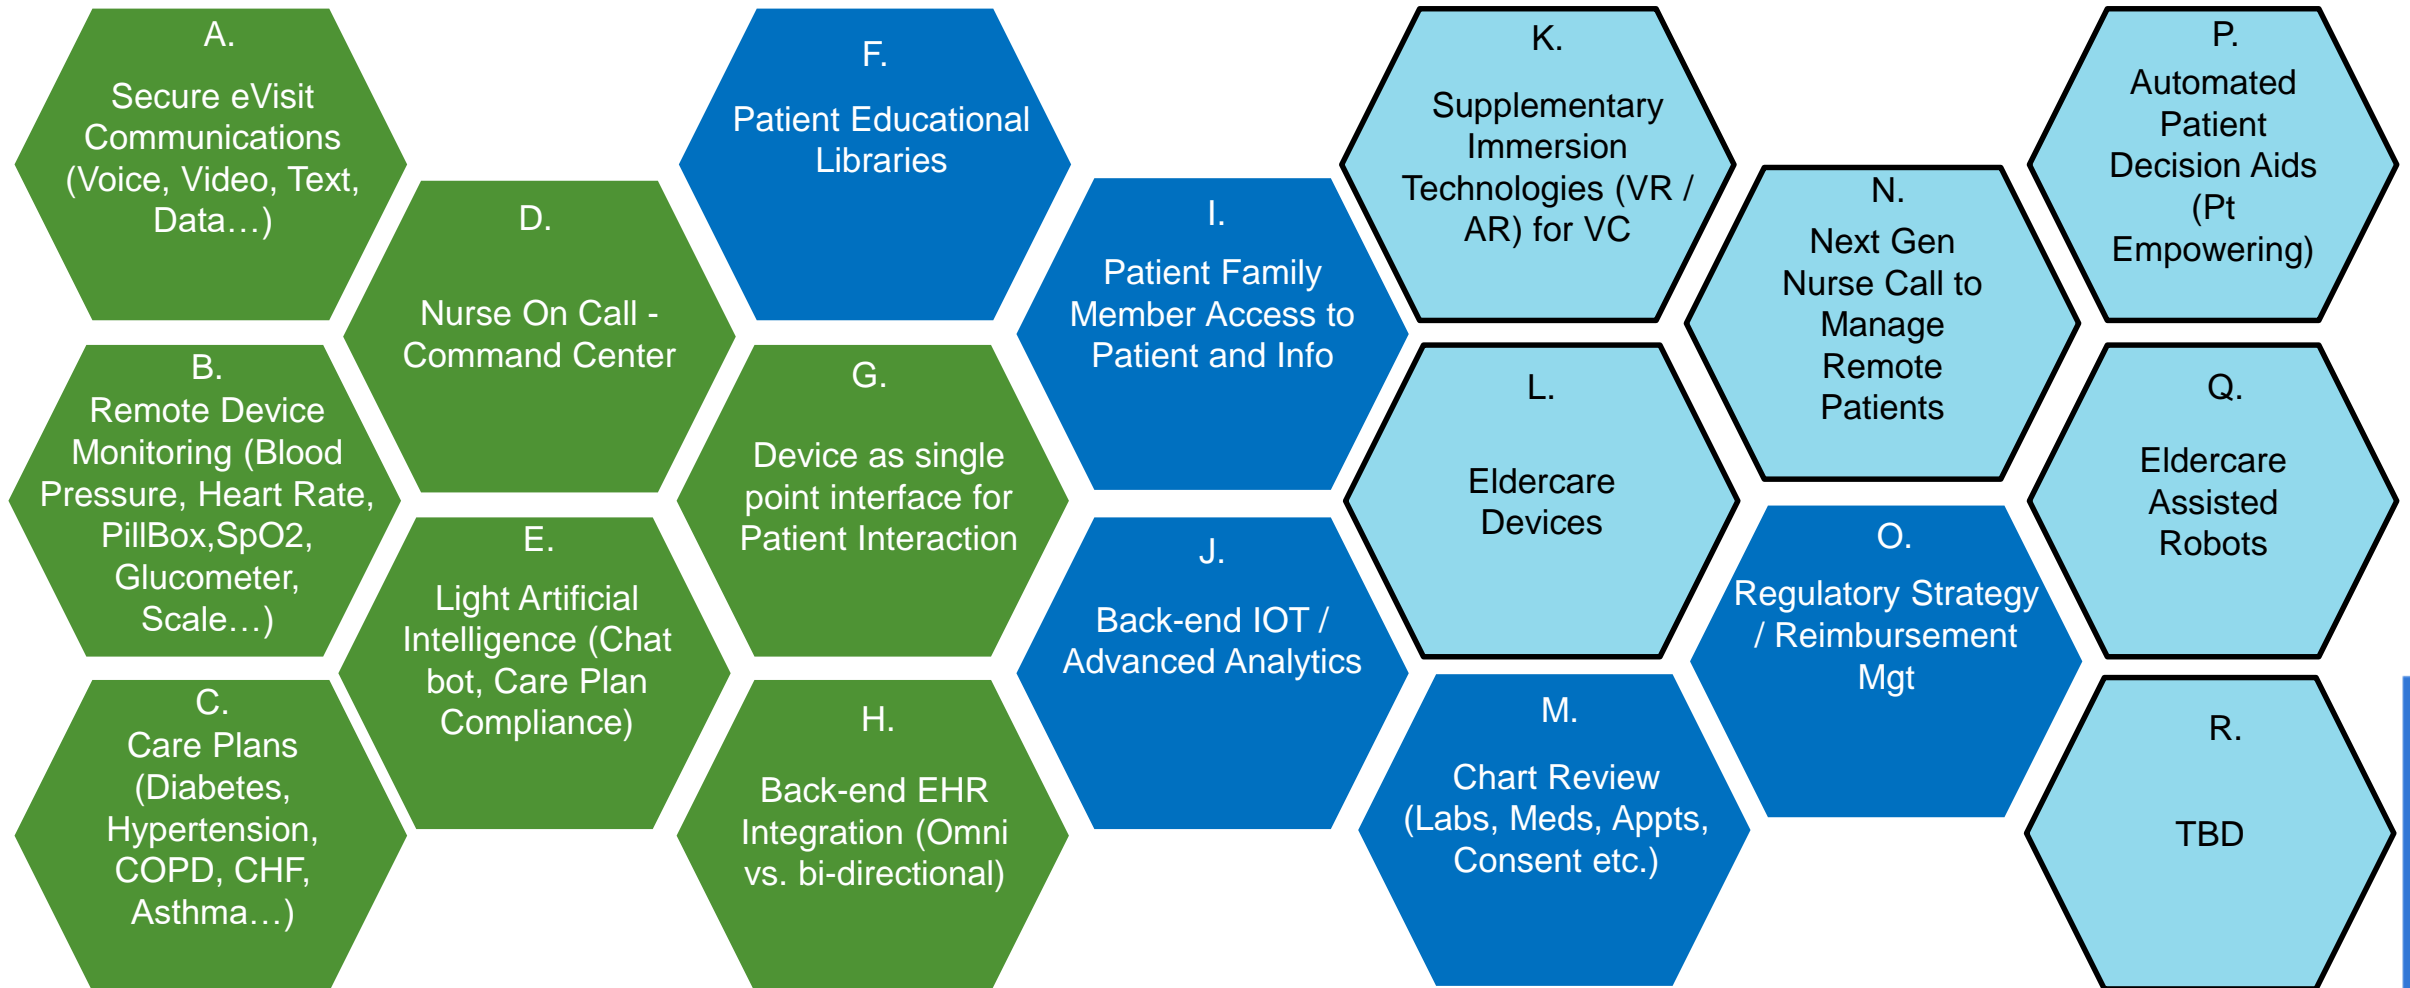 A.
Secure eVisit
Communications
(Voice, Video, Text,
Data…)
B.
Remote Device
Monitoring (Blood
Pressure, Heart Rate,
PillBox,SpO2,
Glucometer,
Scale…)
C.
Care Plans
(Diabetes,
Hypertension,
COPD, CHF,
Asthma…)
D.
Nurse On Call -
Command Center
E.
Light Artificial
Intelligence (Chat
bot, Care Plan
Compliance)
F.
Patient Educational
Libraries
G.
Device as single
point interface for
Patient Interaction
H.
Back-end EHR
Integration (Omni
vs. bi-directional)
I.
Patient Family
Member Access to
Patient and Info
J.
Back-end IOT /
Advanced Analytics
K.
Supplementary
Immersion
Technologies (VR /
AR) for VC
L.
Eldercare
Devices
M.
Chart Review
(Labs, Meds, Appts,
Consent etc.)
N.
Next Gen
Nurse Call to
Manage
Remote
Patients
O.
Regulatory Strategy
/ Reimbursement
Mgt
P.
Automated
Patient
Decision Aids
(Pt
Empowering)
Q.
Eldercare
Assisted
Robots
R.
TBD